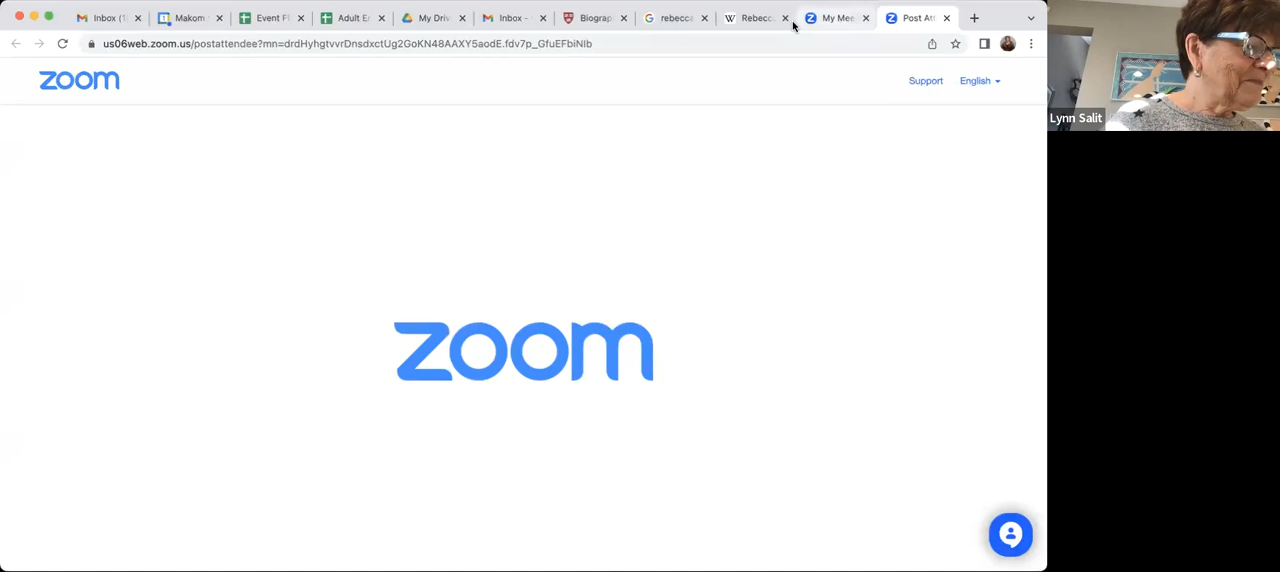 Inbox (1 Makom Event F Adult E My Driv Inbox - Biograp rebecca Rebecc My Mee Post Att
us06web.zoom.us/postattendee?mn=drdHyhgtvvrDnsdxctUg2GoKN48AAXY5aodE.fdv7p_GfuEFbiNIb
zoom Support English
Lynn Salit
zoom